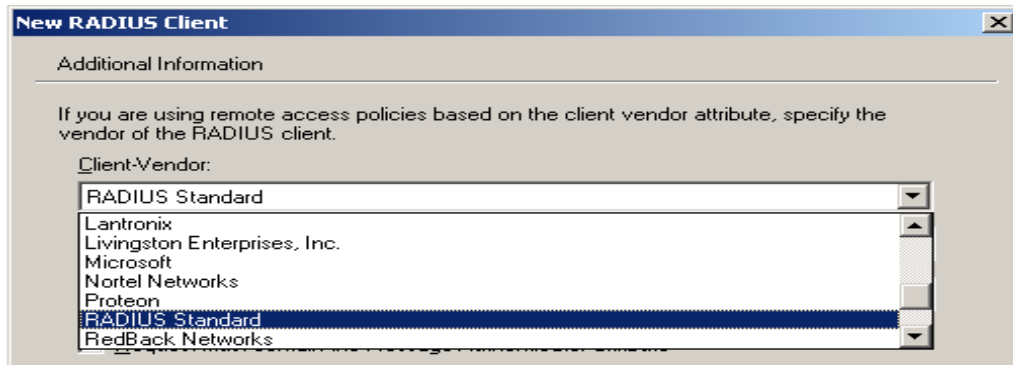 New RADIUS Client
Additional Information
If you are using remote access policies based on the client vendor attribute, specify the
vendor of the RADIUS client.
Client-Vendor:
RADIUS Standard
Lantronix
Livingston Enterprises, Inc.
Microsoft
Nortel Networks
Proteon
RADIUS Standard
RedBack Networks